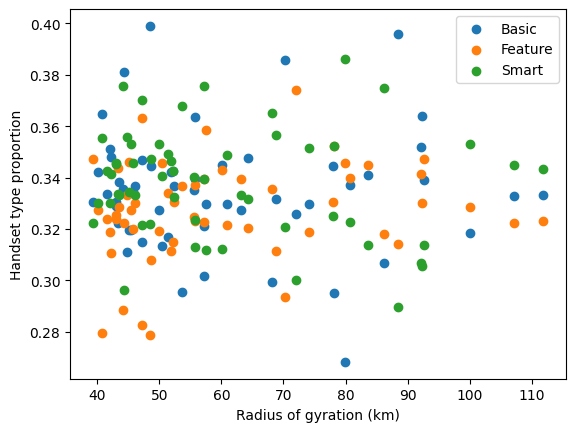 0.40
0.38
0.36
0.34
0.32
0.30
0.28
Handset type proportion
Basic
Feature
Smart
40 50 60 70 80 90 100 110
Radius of gyration (km)